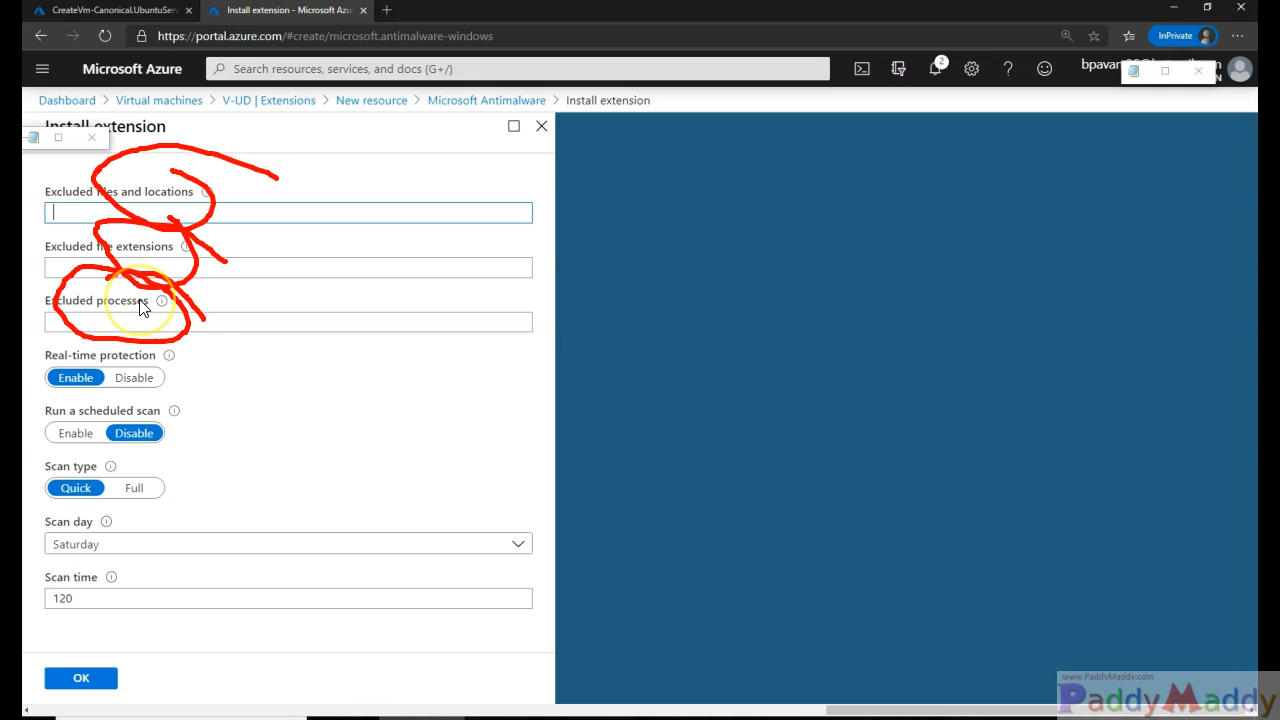 CreateVm-Canonical.UbuntuServ
Install extension - Microsoft Azu
https://portal.azure.com/#create/microsoft.antimalware-windows
InPrivate
Microsoft Azure
Search resources, services, and docs (G+/)
2
Dashboard > Virtual machines > V-UD | Extensions > New resource > Microsoft Antimalware > Install extension
Install extension
Excluded files and locations
Excluded file extensions
Excluded processes
Real-time protection
Enable Disable
Run a scheduled scan
Enable Disable
Scan type
Quick Full
Scan day
Saturday
Scan time
120
OK
www.PaddyMaddy.com
PaddyMaddy